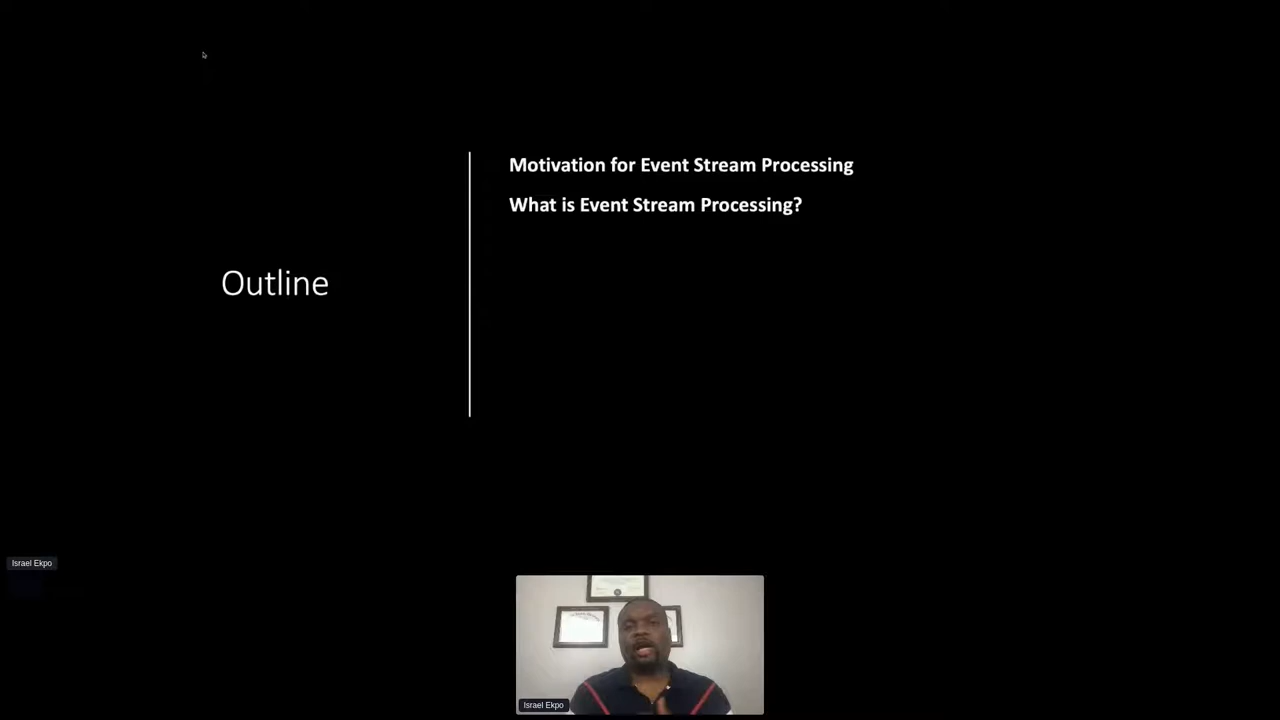 Motivation for Event Stream Processing
What is Event Stream Processing?
Outline
Israel Ekpo
Israel Ekpo